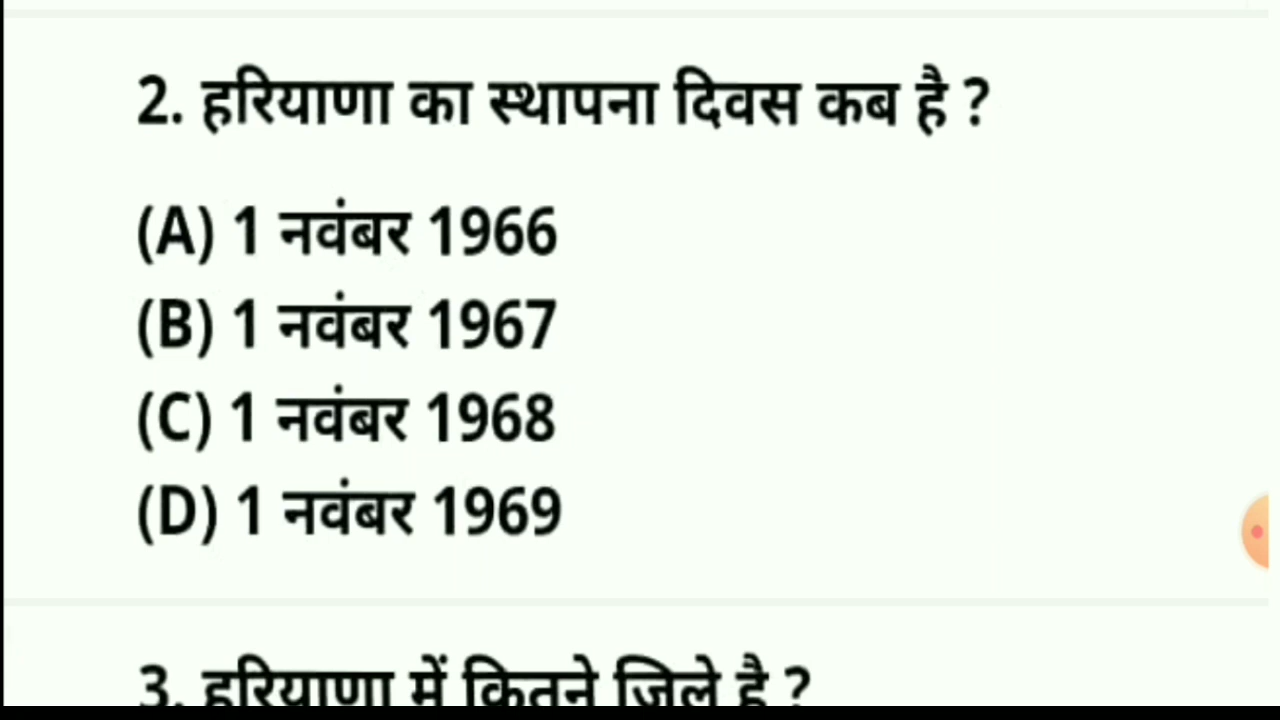 2. हरियाणा का स्थापना दिवस कब है ?
(A) 1 नवंबर 1966
(B) 1 नवंबर 1967
(C) 1 नवंबर 1968
(D) 1 नवंबर 1969
3. हरियाणा में कितने जिले है ?